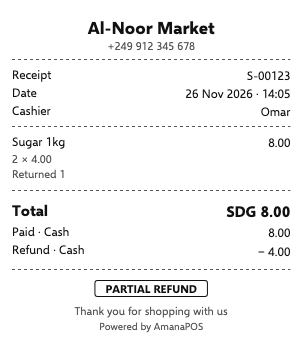 Al-Noor Market
+249 912 345 678
Receipt S-00123
Date 26 Nov 2026 · 14:05
Cashier Omar
Sugar 1kg 8.00
2 × 4.00
Returned 1
Total SDG 8.00
Paid · Cash 8.00
Refund · Cash − 4.00
PARTIAL REFUND
Thank you for shopping with us
Powered by AmanaPOS